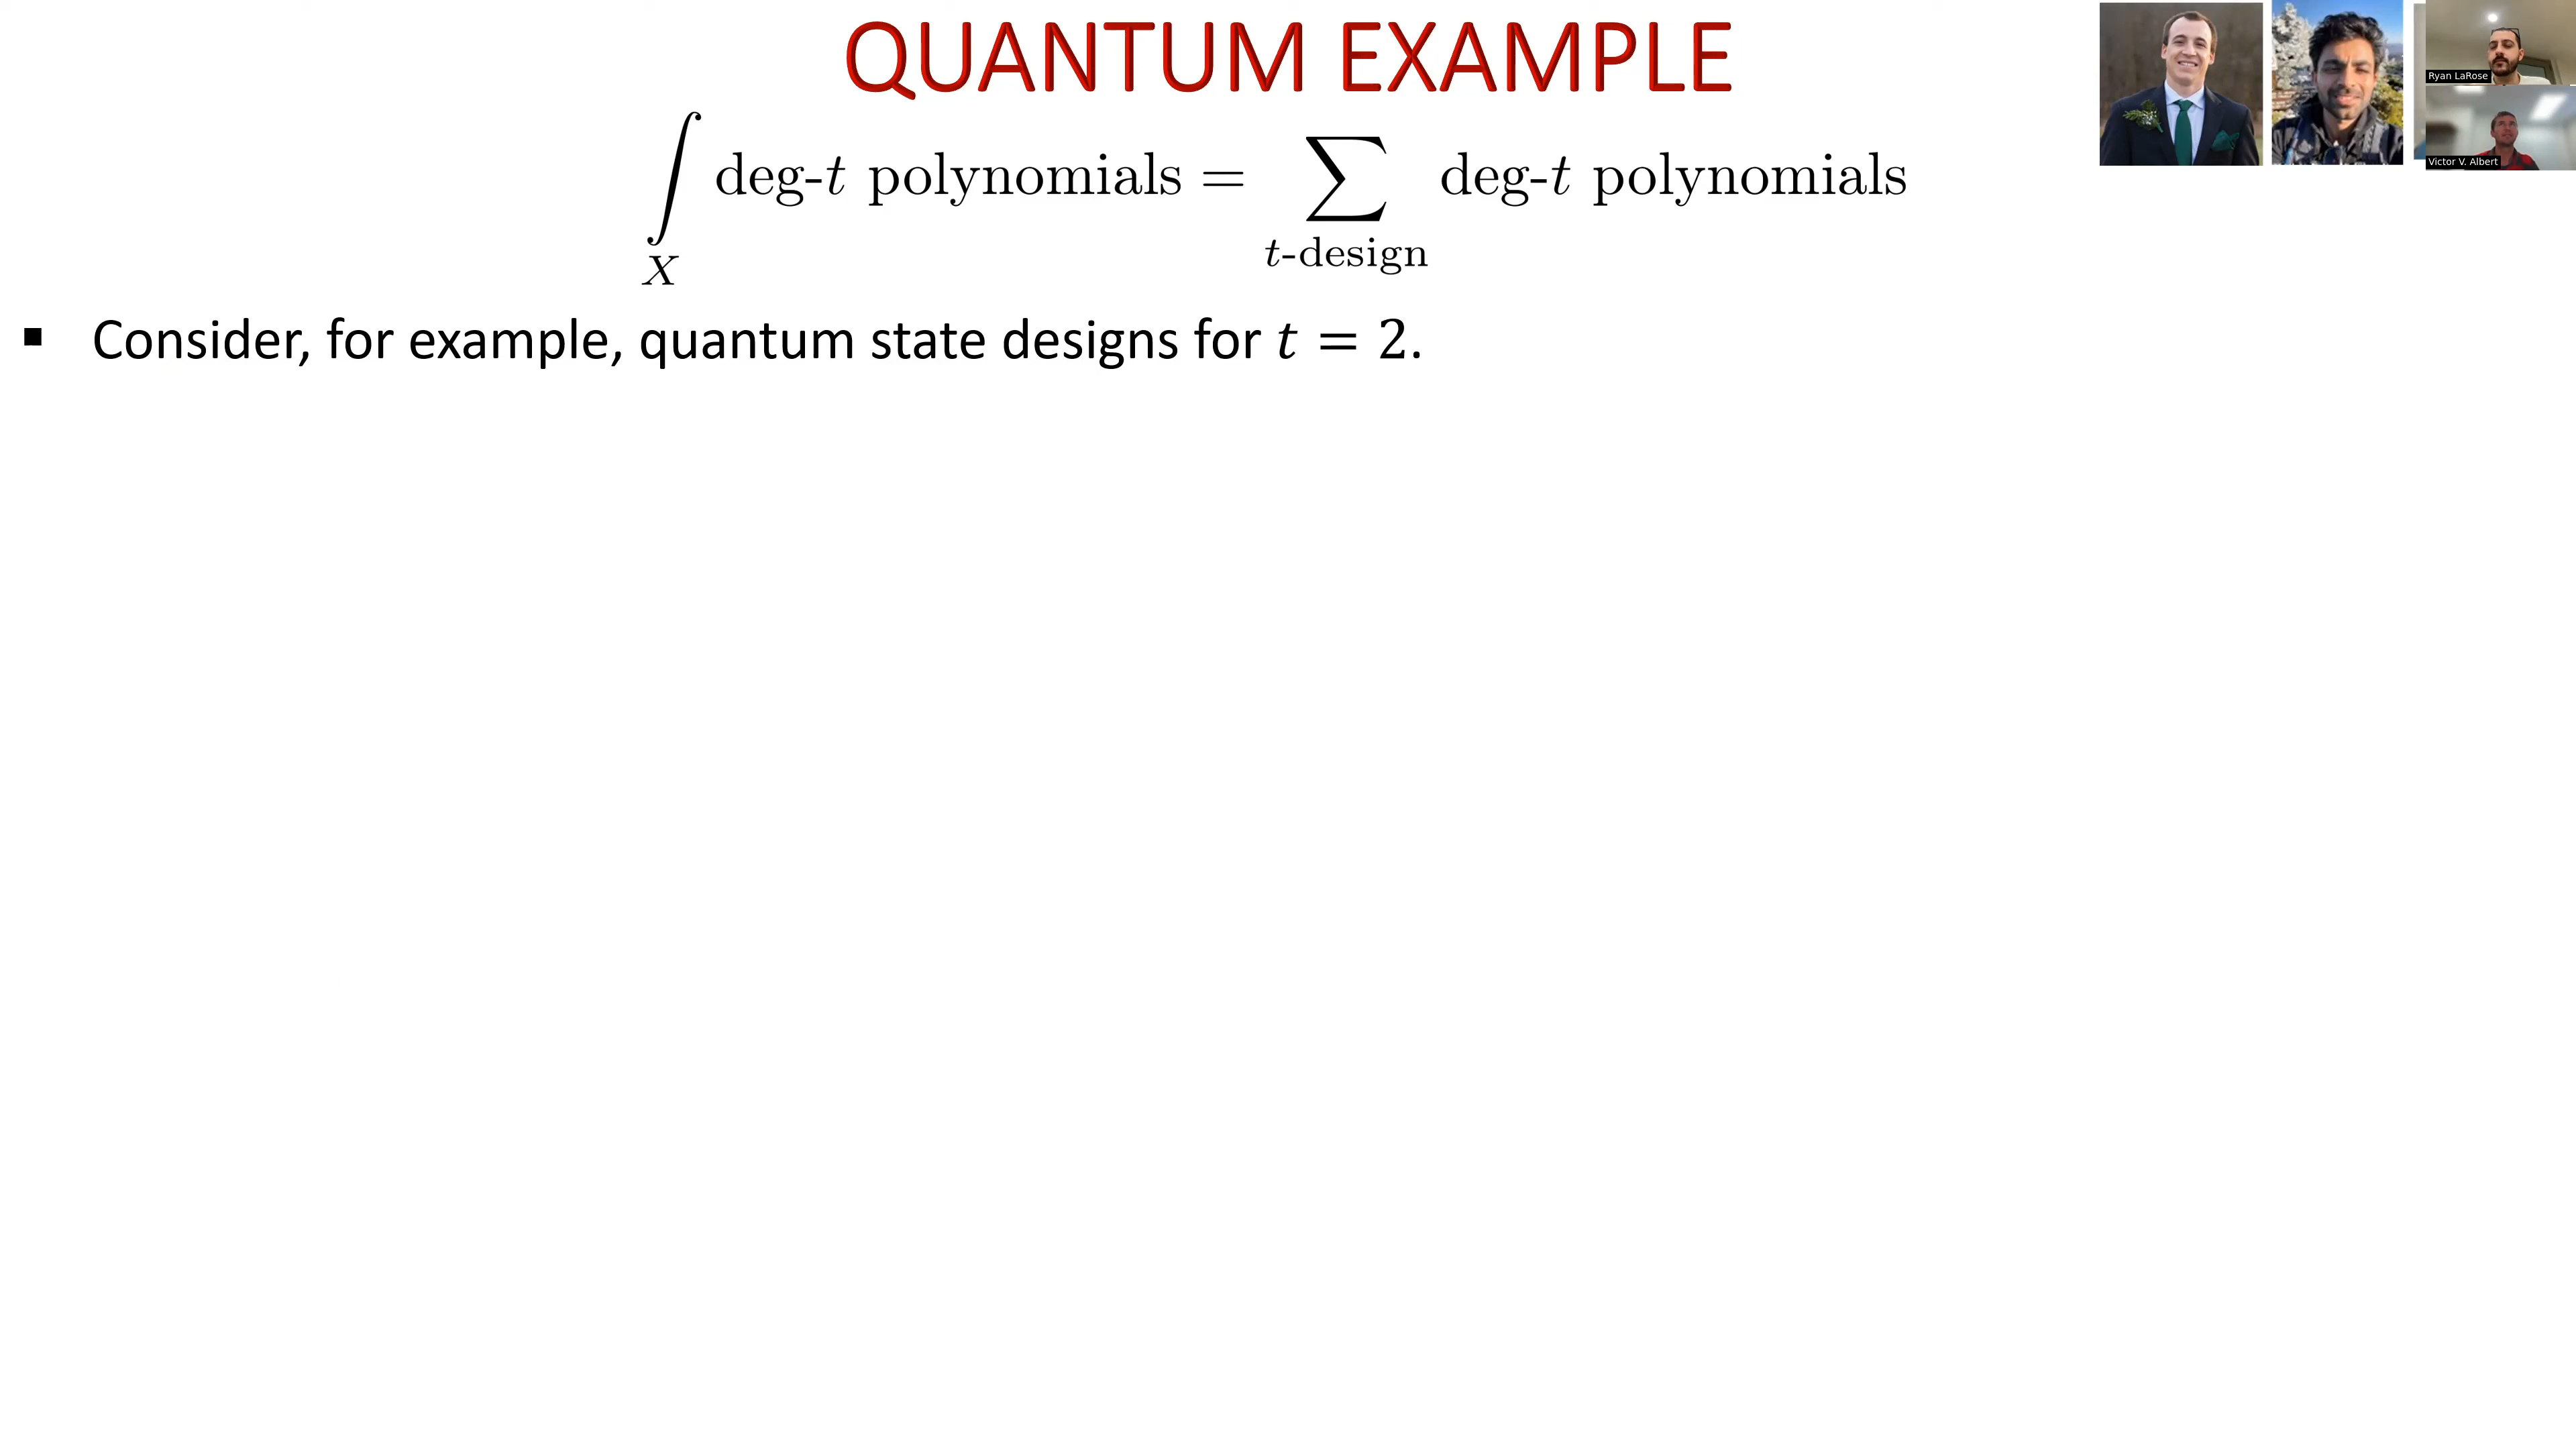 QUANTUM EXAMPLE
∫ deg-t polynomials = ∑ deg-t polynomials
X t-design
▪ Consider, for example, quantum state designs for t = 2.
Ryan LaRose
Victor V. Albert